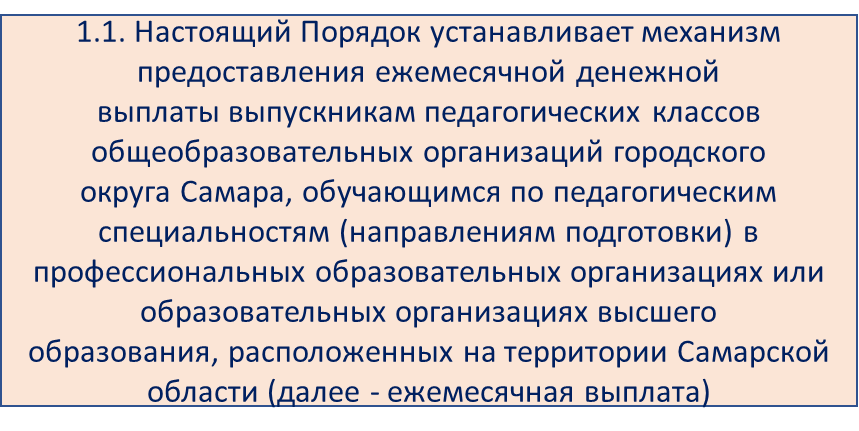 1.1. Настоящий Порядок устанавливает механизм
предоставления ежемесячной денежной
выплаты выпускникам педагогических классов
общеобразовательных организаций городского
округа Самара, обучающимся по педагогическим
специальностям (направлениям подготовки) в
профессиональных образовательных организациях или
образовательных организациях высшего
образования, расположенных на территории Самарской
области (далее - ежемесячная выплата)